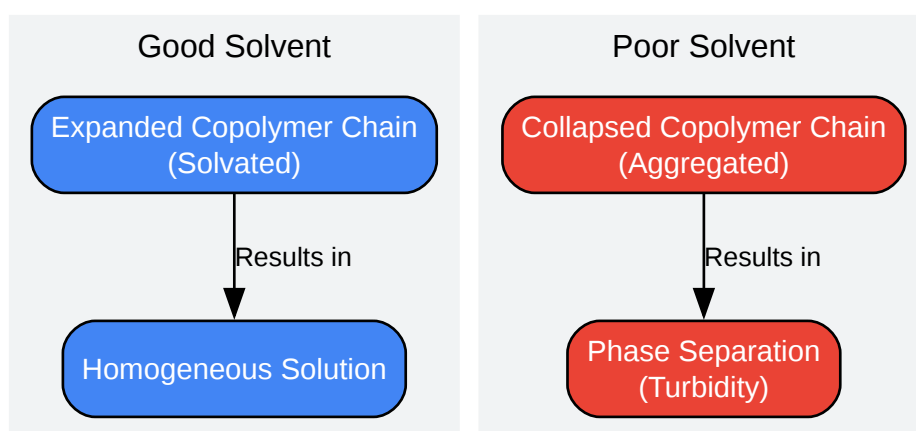 Good Solvent
Expanded Copolymer Chain
(Solvated)
Results in
Homogeneous Solution
Poor Solvent
Collapsed Copolymer Chain
(Aggregated)
Results in
Phase Separation
(Turbidity)